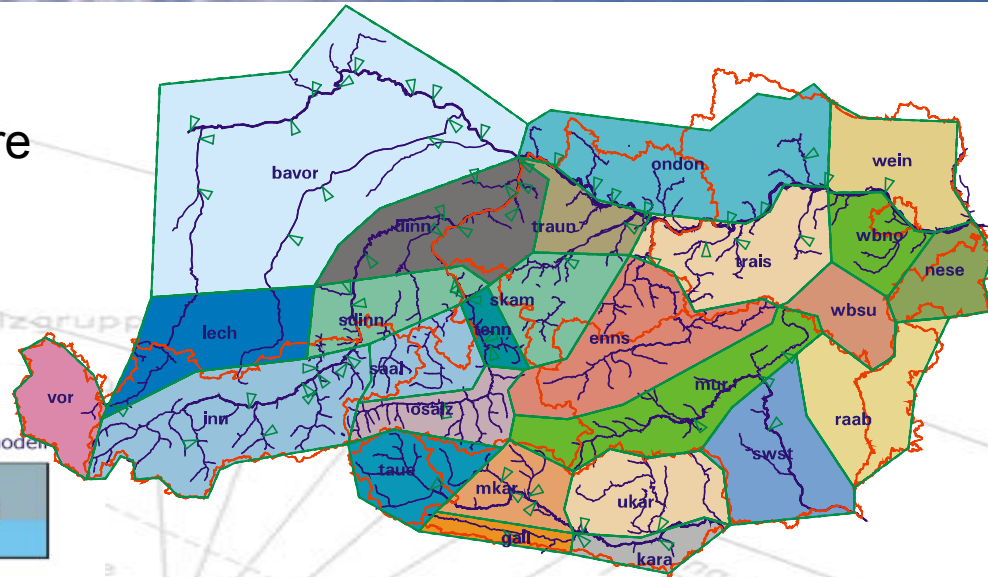 re
bavor
ondon
wein
dinn
traun
wbno
trais
nese
skam
sdinn
tenn
wbsu
lech
enns
saal
vor
mur
inn
osalz
raab
taue
swst
mkar
ukar
gail
kara